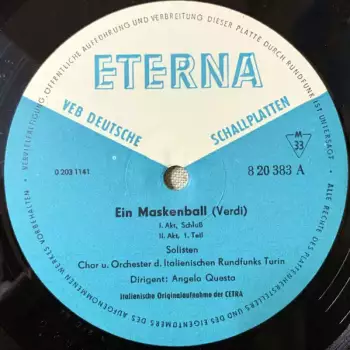 VERVIELFÄLTIGUNG, ÖFFENTLICHE AUFFÜHRUNG UND VERBREITUNG DIESER PLATTE DURCH RUNDFUNK IST UNTERSAGT · ALLE RECHTE DES PLATTENHERSTELLERS UND DES EIGENTÜMERS DES AUFGENOMMENEN WERKES VORBEHALTEN ·
ETERNA
VEB DEUTSCHE SCHALLPLATTEN
M
33
0 203 1141
8 20 383 A
Ein Maskenball (Verdi)
I. Akt, Schluß
II. Akt, 1. Teil
Solisten
Chor u. Orchester d. Italienischen Rundfunks Turin
Dirigent: Angelo Questa
Italienische Originalaufnahme der CETRA